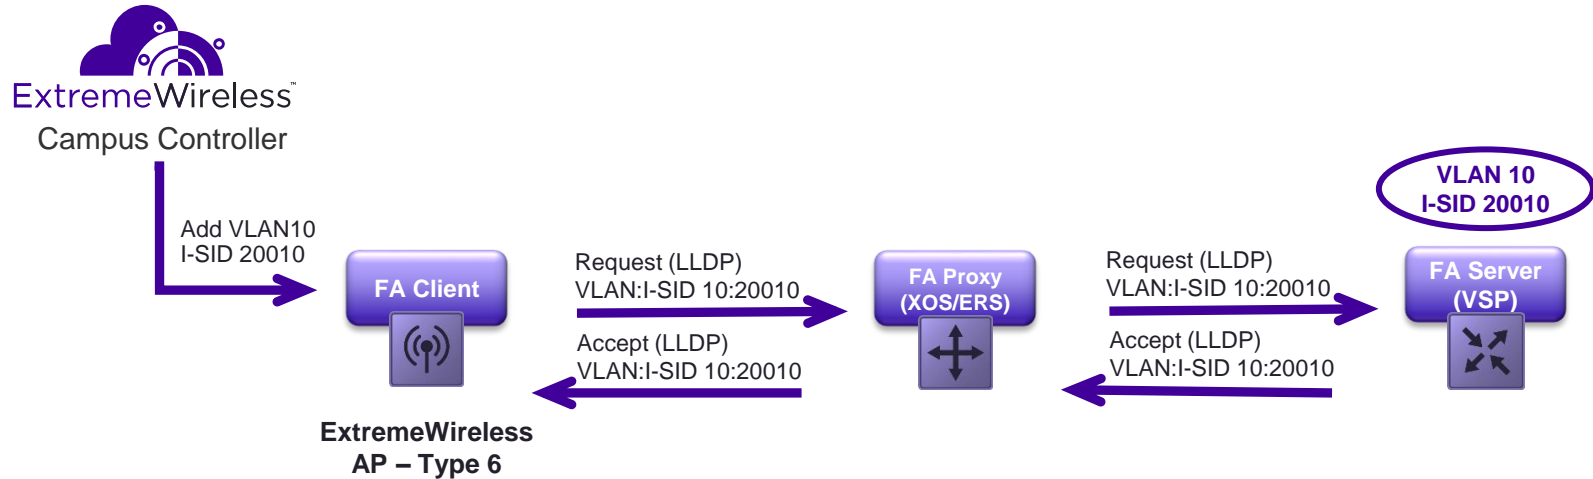 ExtremeWireless™
Campus Controller
Add VLAN10
I-SID 20010
FA Client
ExtremeWireless
AP – Type 6
Request (LLDP)
VLAN:I-SID 10:20010
Accept (LLDP)
VLAN:I-SID 10:20010
FA Proxy
(XOS/ERS)
Request (LLDP)
VLAN:I-SID 10:20010
Accept (LLDP)
VLAN:I-SID 10:20010
VLAN 10
I-SID 20010
FA Server
(VSP)